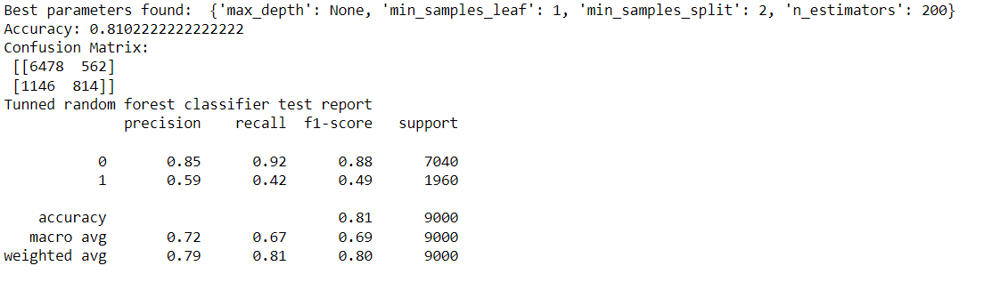 Best parameters found:  {'max_depth': None, 'min_samples_leaf': 1, 'min_samples_split': 2, 'n_estimators': 200}
Accuracy: 0.8102222222222222
Confusion Matrix:
 [[6478  562]
 [1146  814]]
Tunned random forest classifier test report
              precision    recall  f1-score   support

           0       0.85      0.92      0.88      7040
           1       0.59      0.42      0.49      1960

    accuracy                           0.81      9000
   macro avg       0.72      0.67      0.69      9000
weighted avg       0.79      0.81      0.80      9000